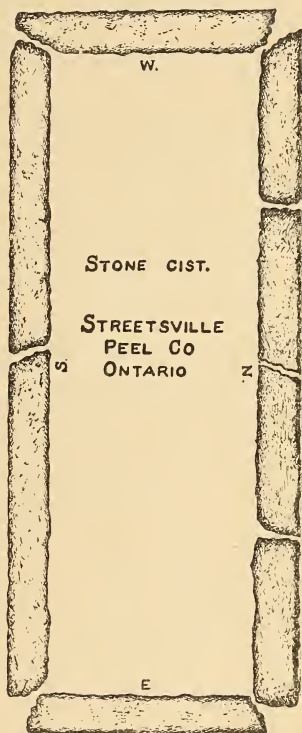 W.
STONE CIST.
STREETSVILLE
PEEL CO
ONTARIO
S.
N.
E